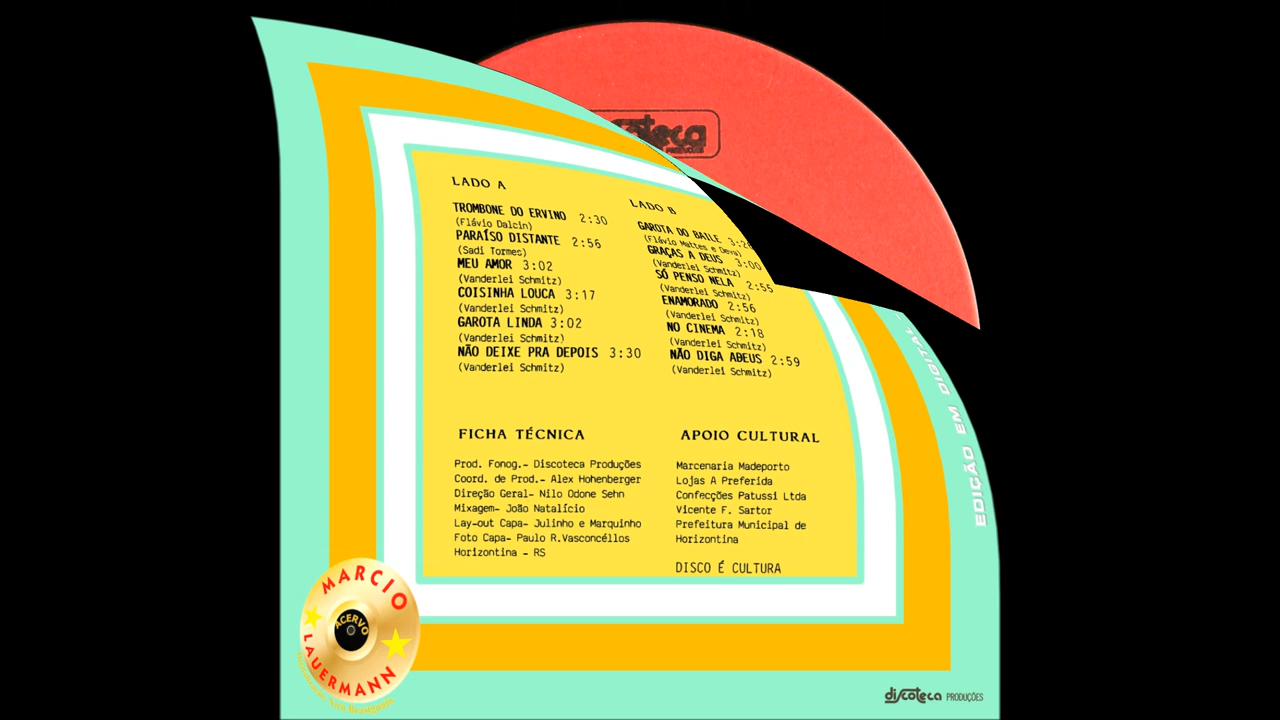 LADO A
TROMBONE DO ERVINO 2:30
(Flávio Dalcin)
PARAÍSO DISTANTE 2:56
(Sadi Tormes)
MEU AMOR 3:02
(Vanderlei Schmitz)
COISINHA LOUCA 3:17
(Vanderlei Schmitz)
GAROTA LINDA 3:02
(Vanderlei Schmitz)
NÃO DEIXE PRA DEPOIS 3:30
(Vanderlei Schmitz)
LADO B
GAROTA DO BAILE
(Flávio Mattes e Deva)
GRAÇAS A DEUS 3:00
(Vanderlei Schmitz)
SÓ PENSO NELA 2:55
(Vanderlei Schmitz)
ENAMORADO 2:56
(Vanderlei Schmitz)
NO CINEMA 2:18
(Vanderlei Schmitz)
NÃO DIGA ADEUS 2:59
(Vanderlei Schmitz)
FICHA TÉCNICA
Prod. Fonog.- Discoteca Produções
Coord. de Prod.- Alex Hohenberger
Direção Geral- Nilo Odone Sehn
Mixagem- João Natalício
Lay-out Capa- Julinho e Marquinho
Foto Capa- Paulo R.Vasconcéllos
Horizontina - RS
APOIO CULTURAL
Marcenaria Madeporto
Lojas A Preferida
Confecções Patussi Ltda
Vicente F. Sartor
Prefeitura Municipal de
Horizontina
DISCO É CULTURA
EDIÇÃO EM DIGITAL
MARCIO
ACERVO
LAUERMANN
discoteca PRODUÇÕES